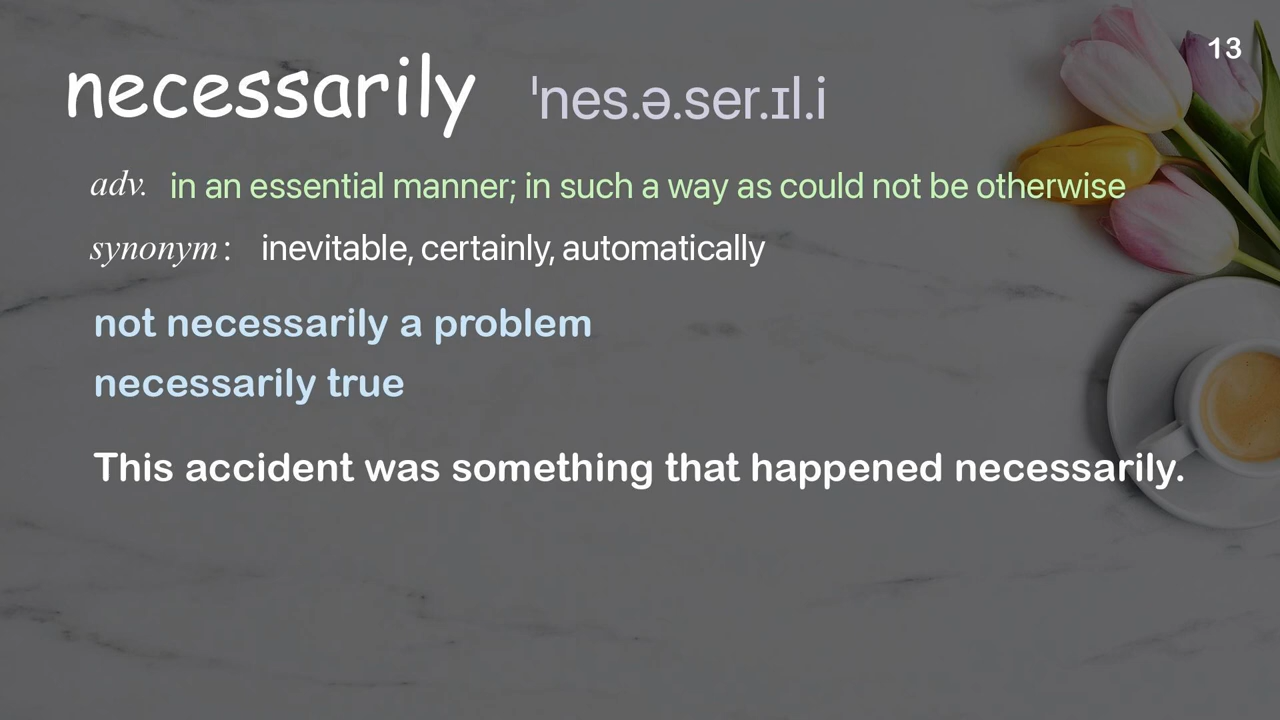 13
necessarily ˈnes.ə.ser.ɪl.i
adv. in an essential manner; in such a way as could not be otherwise
synonym: inevitable, certainly, automatically
not necessarily a problem
necessarily true
This accident was something that happened necessarily.